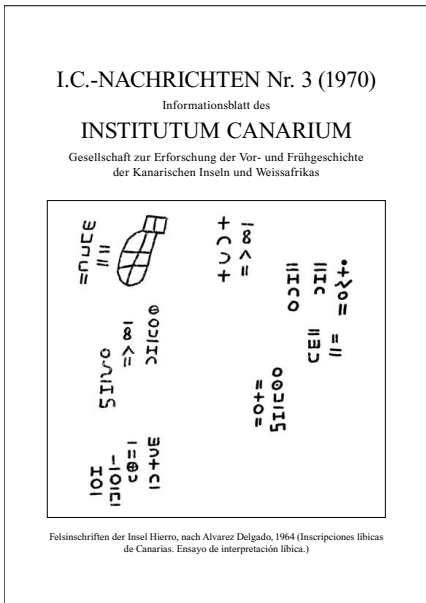 I.C.-NACHRICHTEN Nr. 3 (1970)
Informationsblatt des
INSTITUTUM CANARIUM
Gesellschaft zur Erforschung der Vor- und Frühgeschichte
der Kanarischen Inseln und Weissafrikas
Felsinschriften der Insel Hierro, nach Alvarez Delgado, 1964 (Inscripciones líbicas
de Canarias. Ensayo de interpretación líbica.)